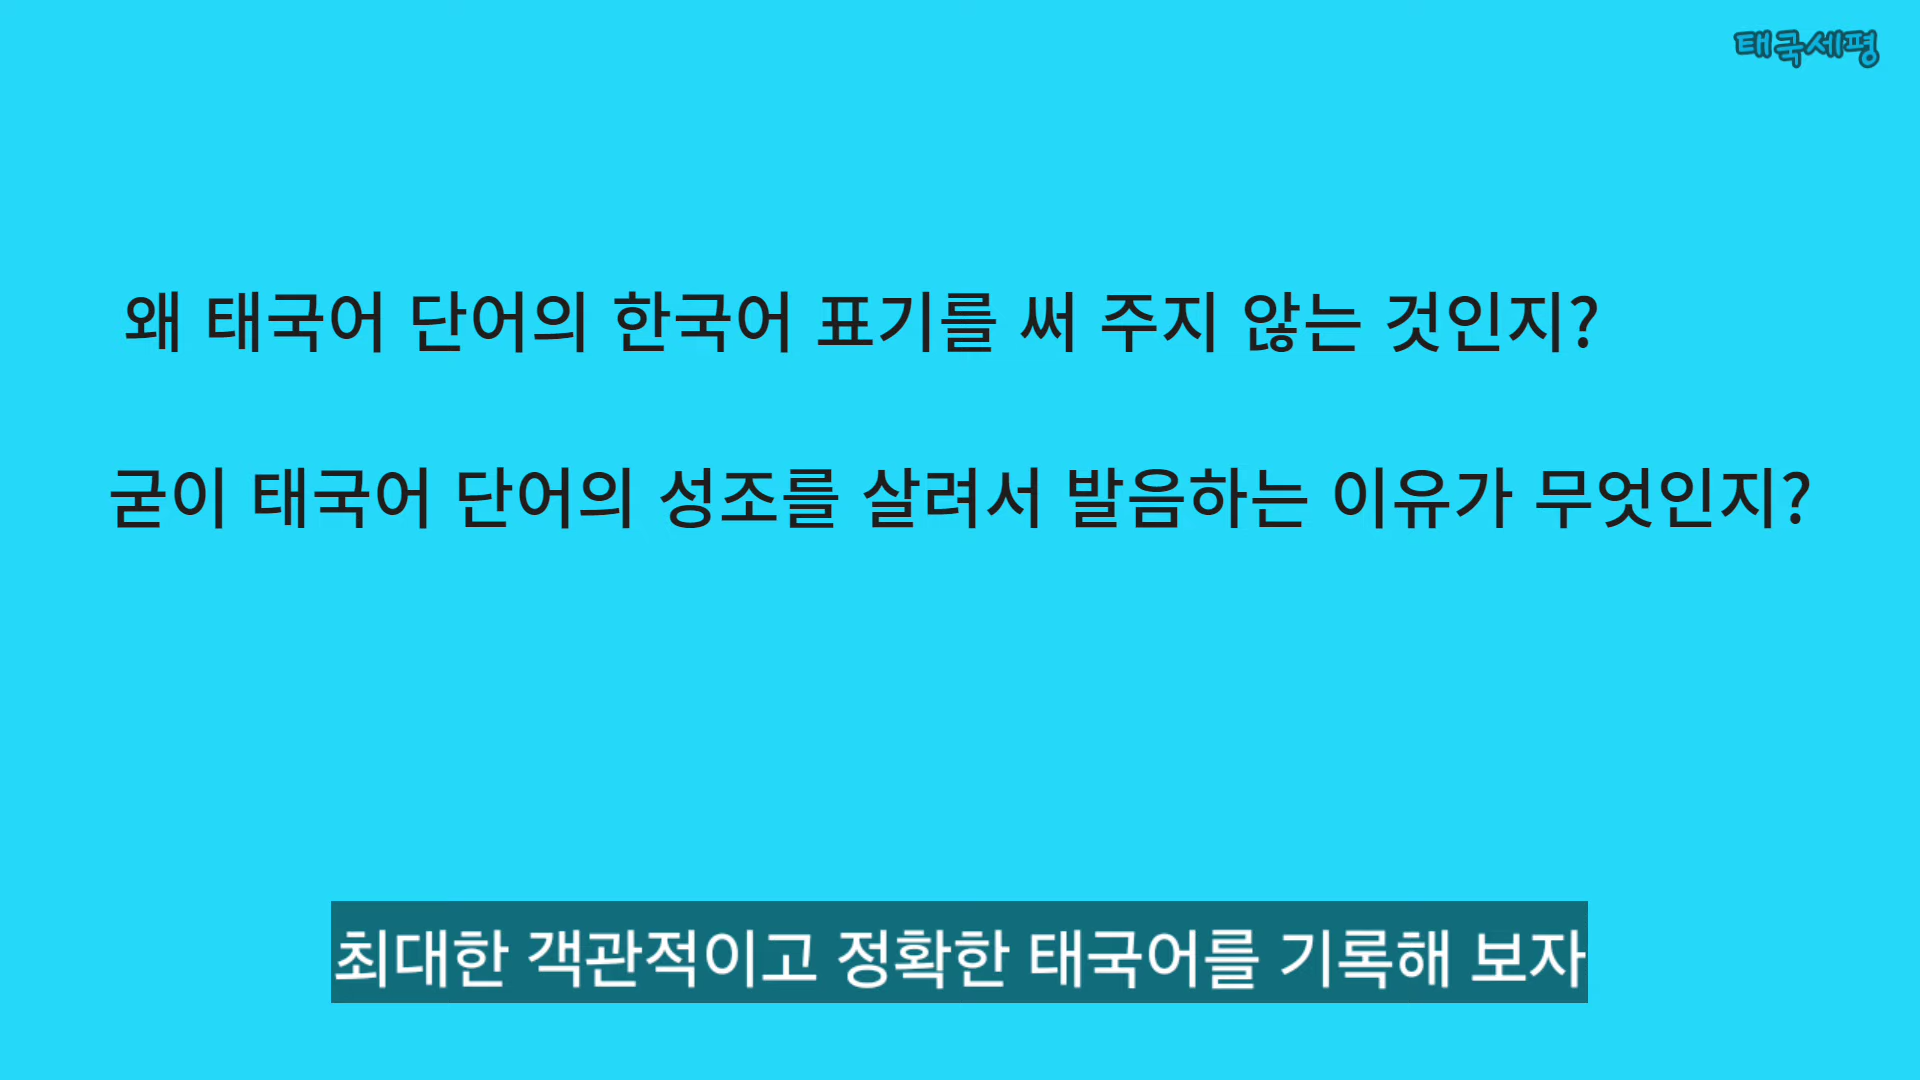 태국세평
왜 태국어 단어의 한국어 표기를 써 주지 않는 것인지?
굳이 태국어 단어의 성조를 살려서 발음하는 이유가 무엇인지?
최대한 객관적이고 정확한 태국어를 기록해 보자